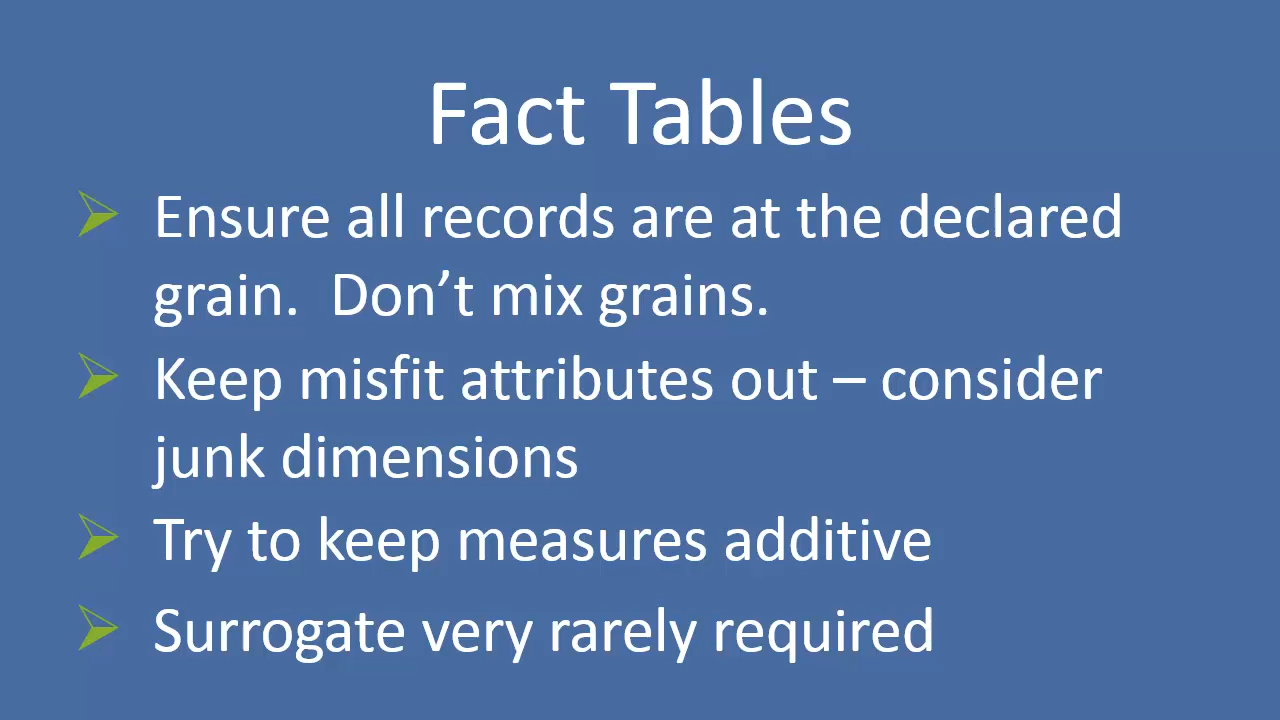 Fact Tables
Ensure all records are at the declared
grain.  Don’t mix grains.
Keep misfit attributes out – consider
junk dimensions
Try to keep measures additive
Surrogate very rarely required